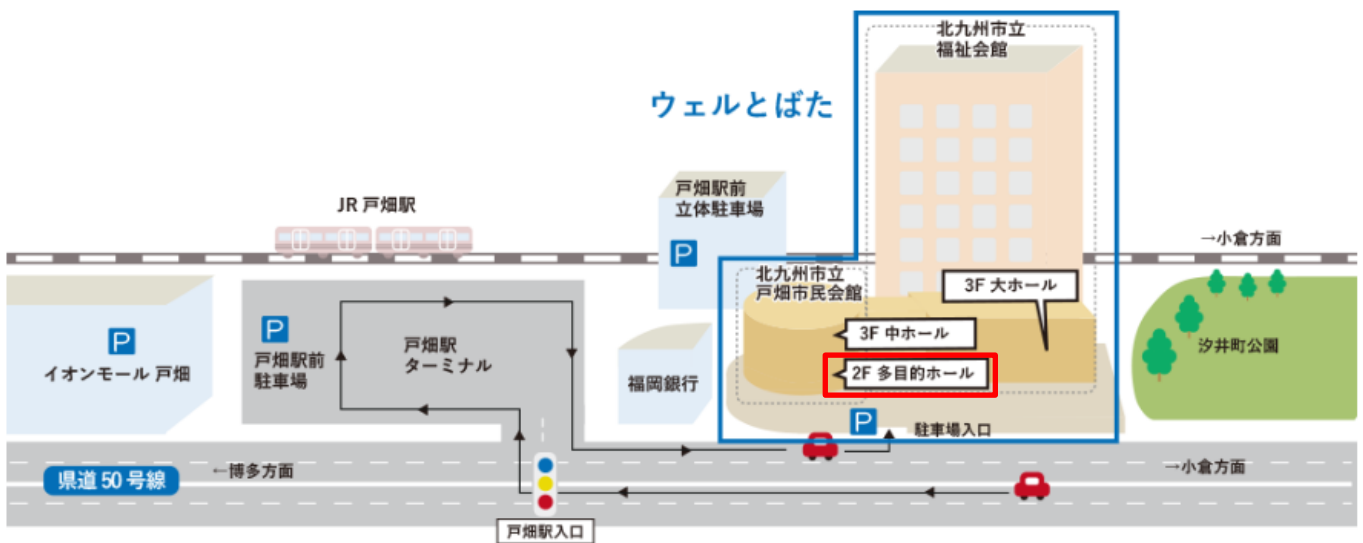 北九州市立
福祉会館
ウェルとばた
戸畑駅前
立体駐車場
P
JR 戸畑駅
→小倉方面
北九州市立
戸畑市民会館
3F 大ホール
3F 中ホール
2F 多目的ホール
P
イオンモール 戸畑
P
戸畑駅前
駐車場
戸畑駅
ターミナル
福岡銀行
汐井町公園
P
駐車場入口
県道 50 号線
←博多方面
→小倉方面
戸畑駅入口